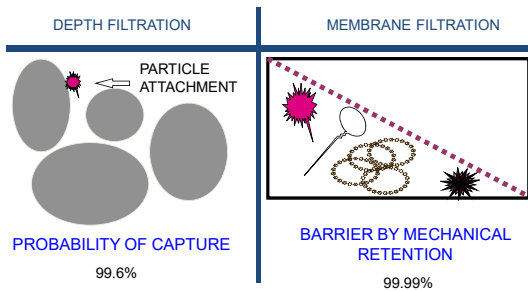 DEPTH FILTRATION
MEMBRANE FILTRATION
PARTICLE
ATTACHMENT
PROBABILITY OF CAPTURE
99.6%
BARRIER BY MECHANICAL
RETENTION
99.99%